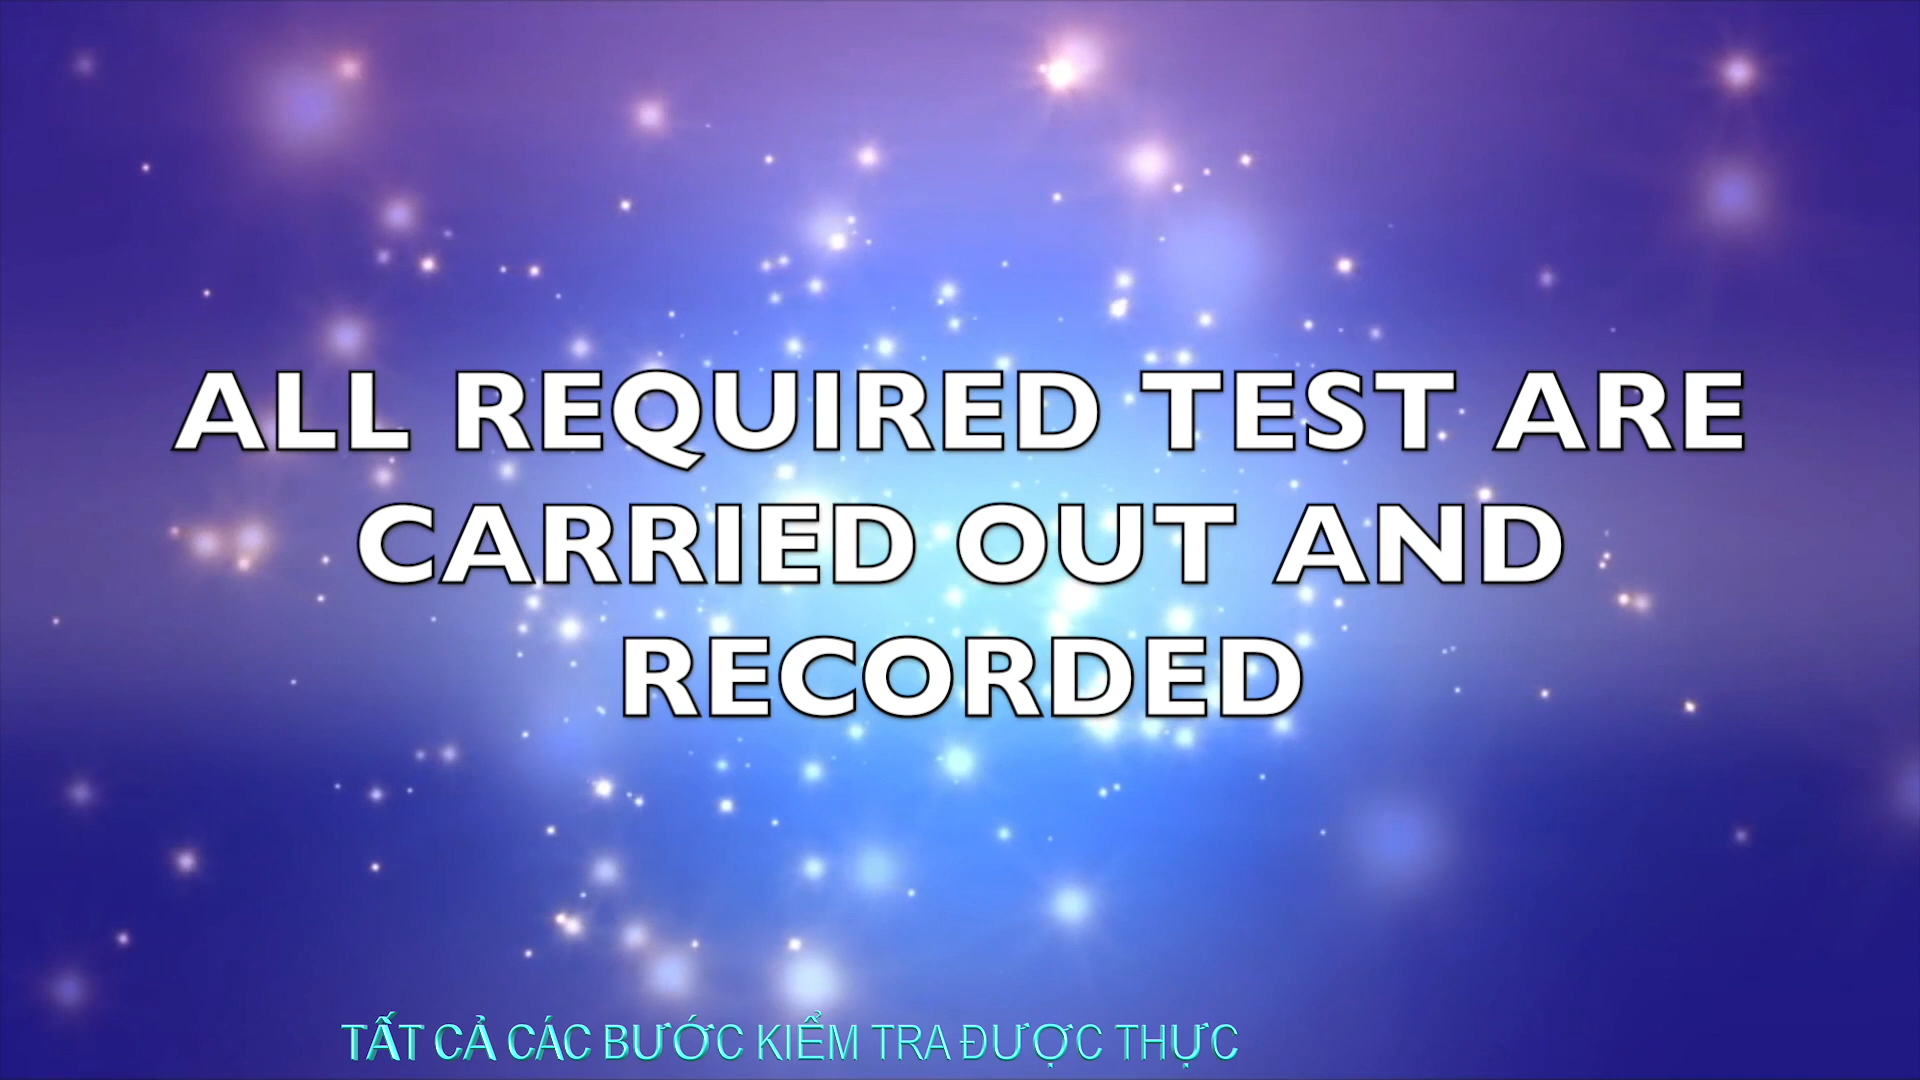 ALL REQUIRED TEST ARE
CARRIED OUT AND
RECORDED
TẤT CẢ CÁC BƯỚC KIỂM TRA ĐƯỢC THỰC